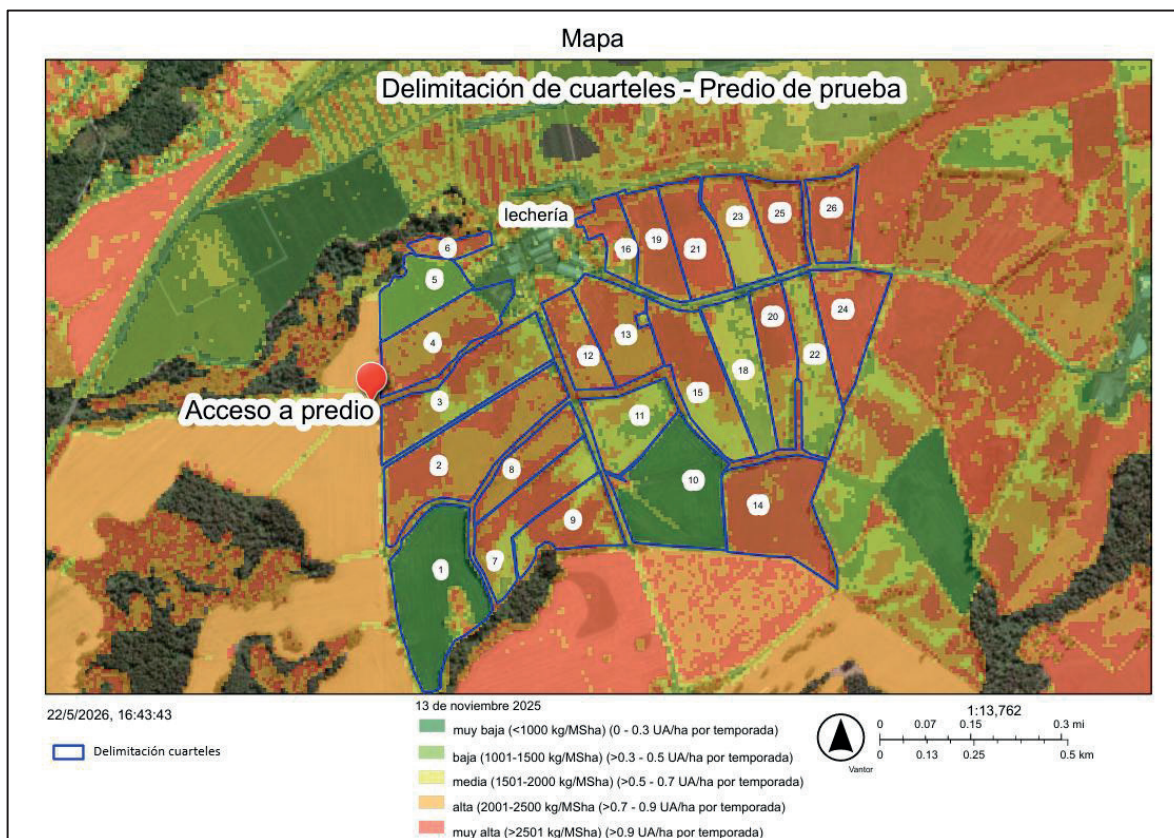 Mapa
Delimitación de cuarteles - Predio de prueba
lechería
26
25
23
19
21
16
6
5
24
20
13
4
12
22
18
Acceso a predio
3
15
11
2
8
10
14
9
7
1
22/5/2026, 16:43:43
Delimitación cuarteles
13 de noviembre 2025
muy baja (<1000 kg/MSha) (0 - 0.3 UA/ha por temporada)
baja (1001-1500 kg/MSha) (>0.3 - 0.5 UA/ha por temporada)
media (1501-2000 kg/MSha) (>0.5 - 0.7 UA/ha por temporada)
alta (2001-2500 kg/MSha) (>0.7 - 0.9 UA/ha por temporada)
muy alta (>2501 kg/MSha) (>0.9 UA/ha por temporada)
Vantor
1:13,762
0 0.07 0.15 0.3 mi
0 0.13 0.25 0.5 km